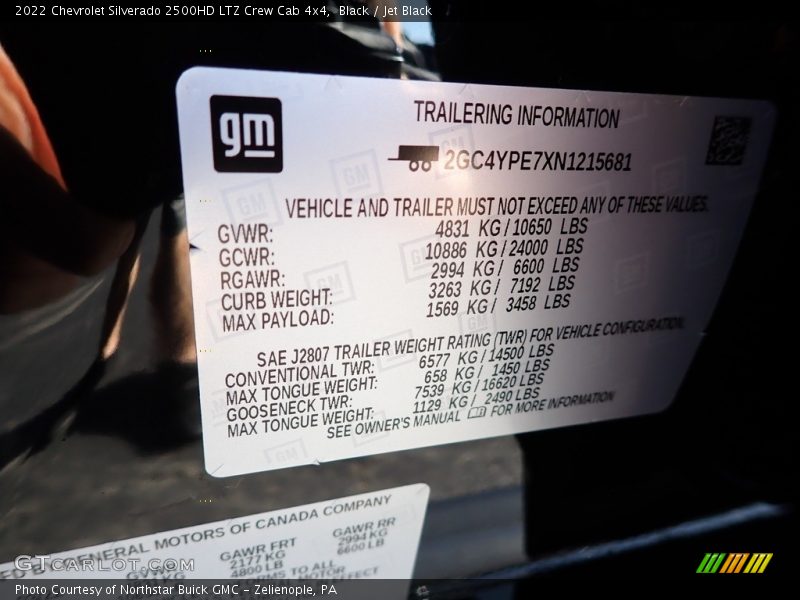 2022 Chevrolet Silverado 2500HD LTZ Crew Cab 4x4, Black / Jet Black
gm
TRAILERING INFORMATION
2GC4YPE7XN1215681
VEHICLE AND TRAILER MUST NOT EXCEED ANY OF THESE VALUES.
GVWR: 4831 KG / 10650 LBS
GCWR: 10886 KG / 24000 LBS
RGAWR: 2994 KG / 6600 LBS
CURB WEIGHT: 3263 KG / 7192 LBS
MAX PAYLOAD: 1569 KG / 3458 LBS
SAE J2807 TRAILER WEIGHT RATING (TWR) FOR VEHICLE CONFIGURATION.
CONVENTIONAL TWR: 6577 KG / 14500 LBS
MAX TONGUE WEIGHT: 658 KG / 1450 LBS
GOOSENECK TWR: 7539 KG / 16620 LBS
MAX TONGUE WEIGHT: 1129 KG / 2490 LBS
SEE OWNER'S MANUAL FOR MORE INFORMATION
GENERAL MOTORS OF CANADA COMPANY
GAWR FRT GAWR RR
2177 KG 2994 KG
4800 LB 6600 LB
TO ALL
MOTOR
GTCarLot.com
Photo Courtesy of Northstar Buick GMC - Zelienople, PA